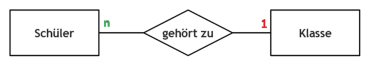 n
1
Schüler
gehört zu
Klasse